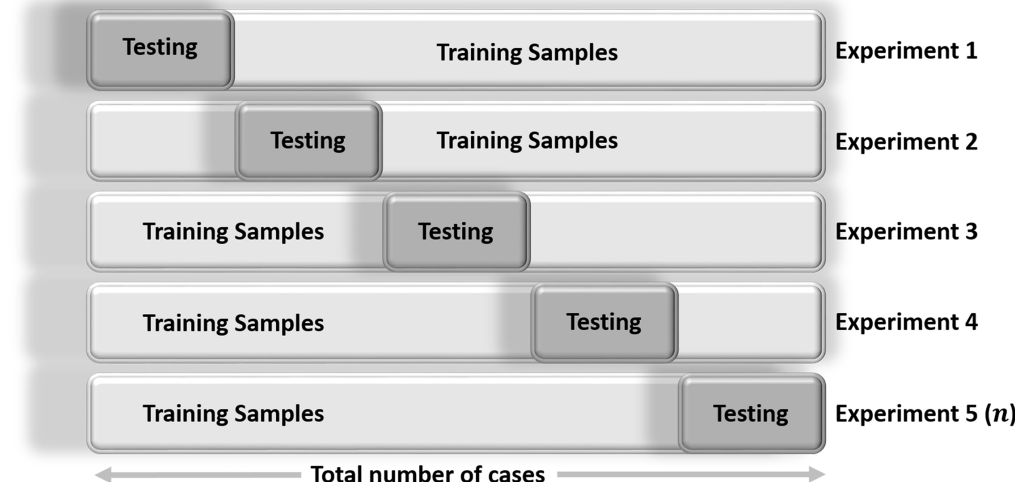 Testing Training Samples Experiment 1
Testing Training Samples Experiment 2
Training Samples Testing Experiment 3
Training Samples Testing Experiment 4
Training Samples Testing Experiment 5 (n)
Total number of cases